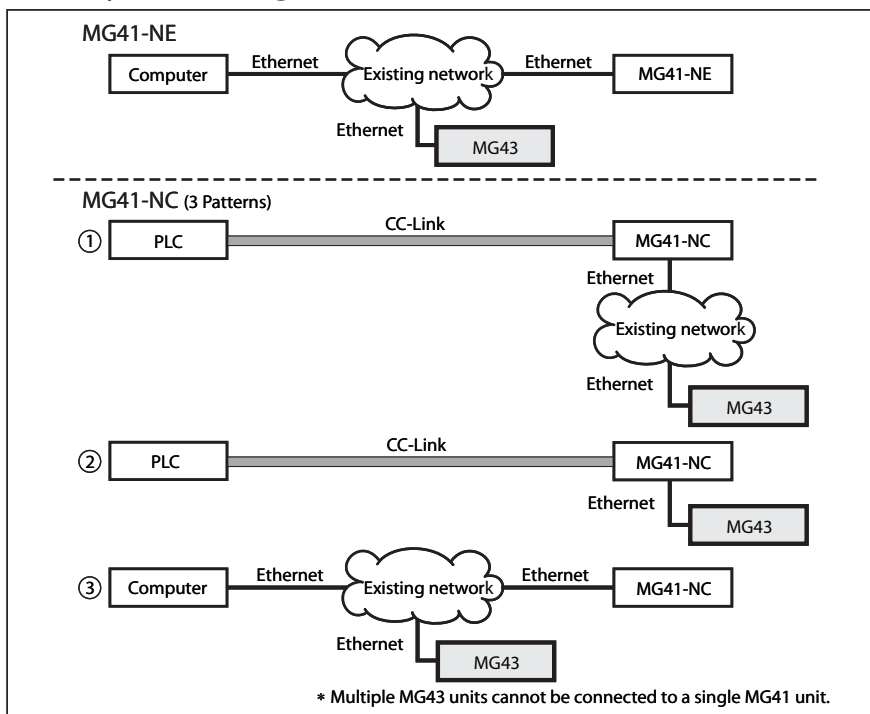 MG41-NE
Computer
Ethernet
Existing network
Ethernet
MG41-NE
Ethernet
MG43
MG41-NC (3 Patterns)
① PLC
CC-Link
MG41-NC
Ethernet
Existing network
Ethernet
MG43
② PLC
CC-Link
MG41-NC
Ethernet
MG43
③ Computer
Ethernet
Existing network
Ethernet
MG41-NC
Ethernet
MG43
* Multiple MG43 units cannot be connected to a single MG41 unit.